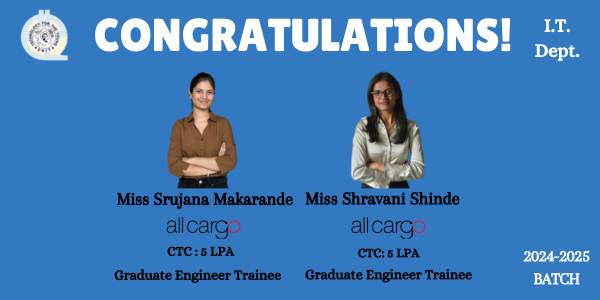 CONGRATULATIONS!
I.T.
Dept.
Miss Srujana Makarande
allcargo
CTC : 5 LPA
Graduate Engineer Trainee
Miss Shravani Shinde
allcargo
CTC: 5 LPA
Graduate Engineer Trainee
2024-2025
BATCH